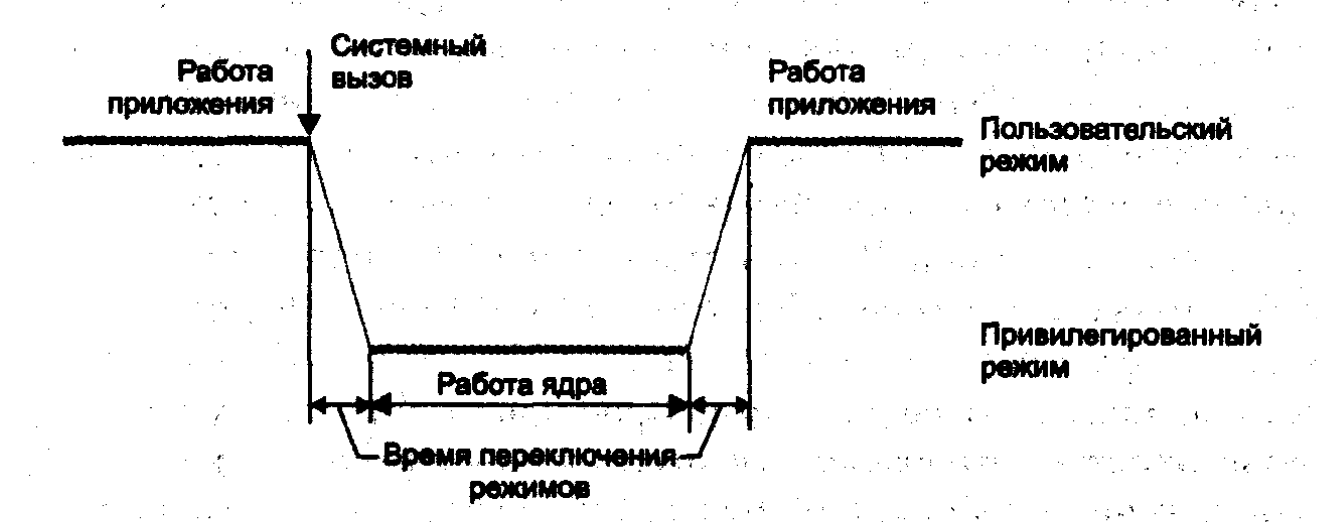 Системный
вызов
Работа
приложения
Работа
приложения
Пользовательский
режим
Привилегированный
режим
Работа ядра
Время переключения
режимов